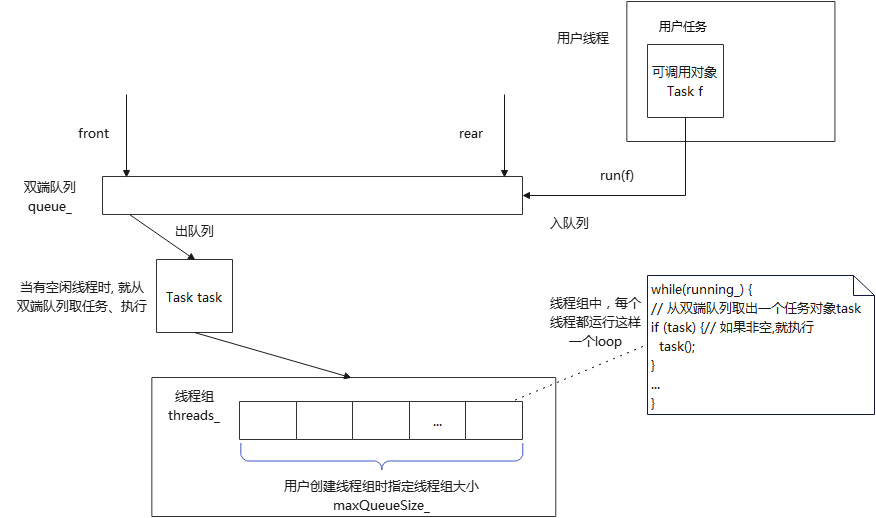 用户线程
用户任务
可调用对象
Task f
front
rear
run(f)
双端队列
queue_
出队列
入队列
当有空闲线程时, 就从
双端队列取任务、执行
Task task
线程组中，每个
线程都运行这样
一个loop
while(running_) {
// 从双端队列取出一个任务对象task
if (task) {// 如果非空,就执行
task();
}
...
}
线程组
threads_
...
用户创建线程组时指定线程组大小
maxQueueSize_